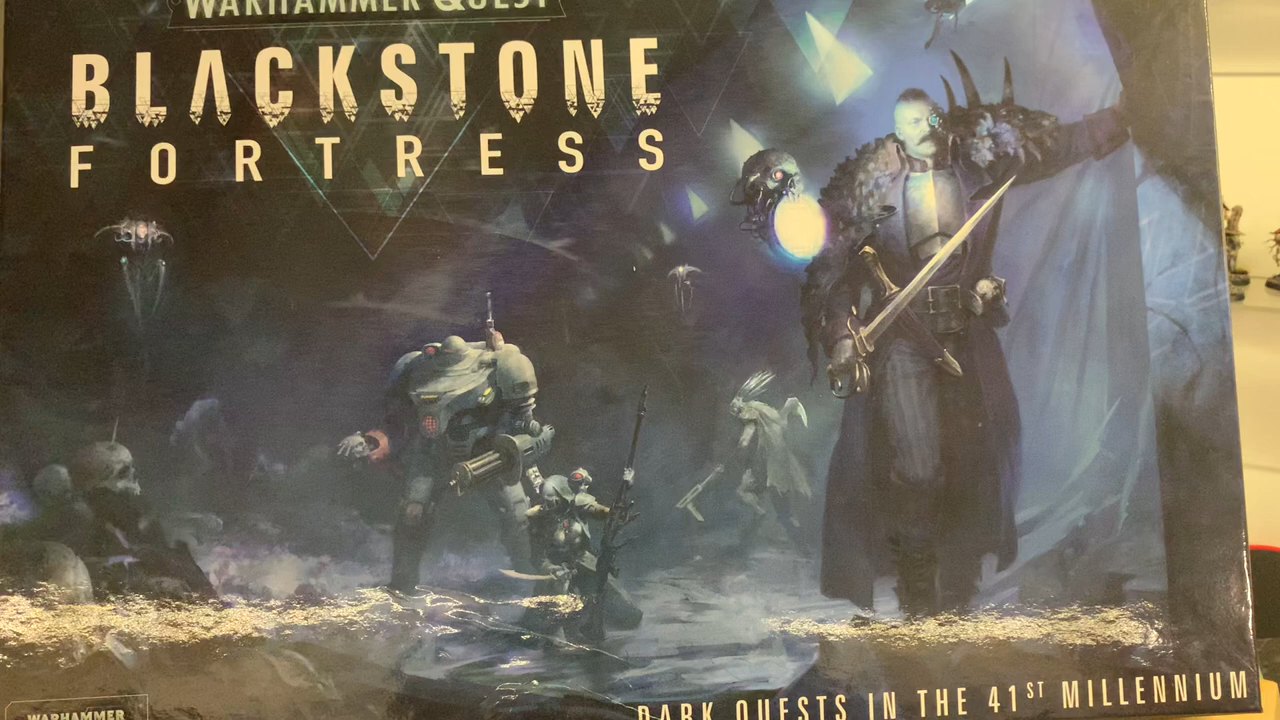 WARHAMMER QUEST
BLACKSTONE
FORTRESS
DARK QUESTS IN THE 41ST MILLENNIUM
WARHAMMER